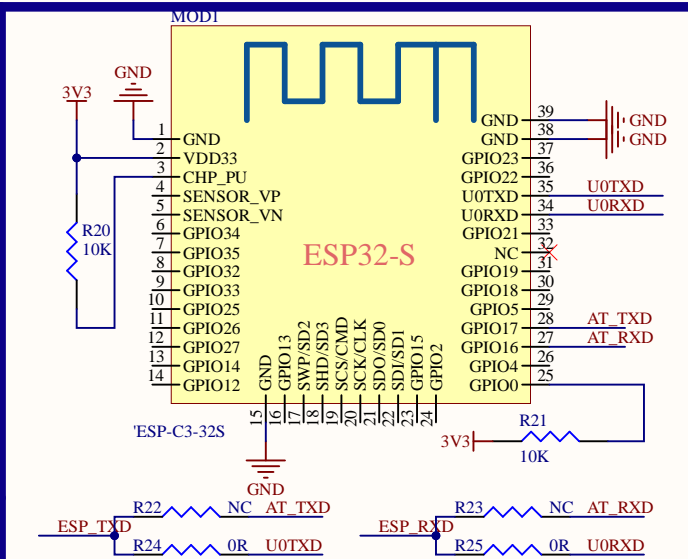 MOD1
GND
3V3
1 GND
2 VDD33
3 CHP_PU
4 SENSOR_VP
5 SENSOR_VN
6 GPIO34
7 GPIO35
8 GPIO32
9 GPIO33
10 GPIO25
11 GPIO26
12 GPIO27
13 GPIO14
14 GPIO12
R20
10K
ESP32-S
GND 39 GND
GND 38 GND
GPIO23 37
GPIO22 36
U0TXD 35 U0TXD
U0RXD 34 U0RXD
GPIO21 33
NC 32
GPIO19 31
GPIO18 30
GPIO5 29
GPIO17 28 AT_TXD
GPIO16 27 AT_RXD
GPIO4 26
GPIO0 25
GND 15
GPIO13 16
SWP/SD2 17
SHD/SD3 18
SCS/CMD 19
SCK/CLK 20
SDO/SD0 21
SDI/SD1 22
GPIO15 23
GPIO2 24
'ESP-C3-32S
GND
3V3
R21
10K
R22 NC AT_TXD
ESP_TXD
R24 0R U0TXD
R23 NC AT_RXD
ESP_RXD
R25 0R U0RXD